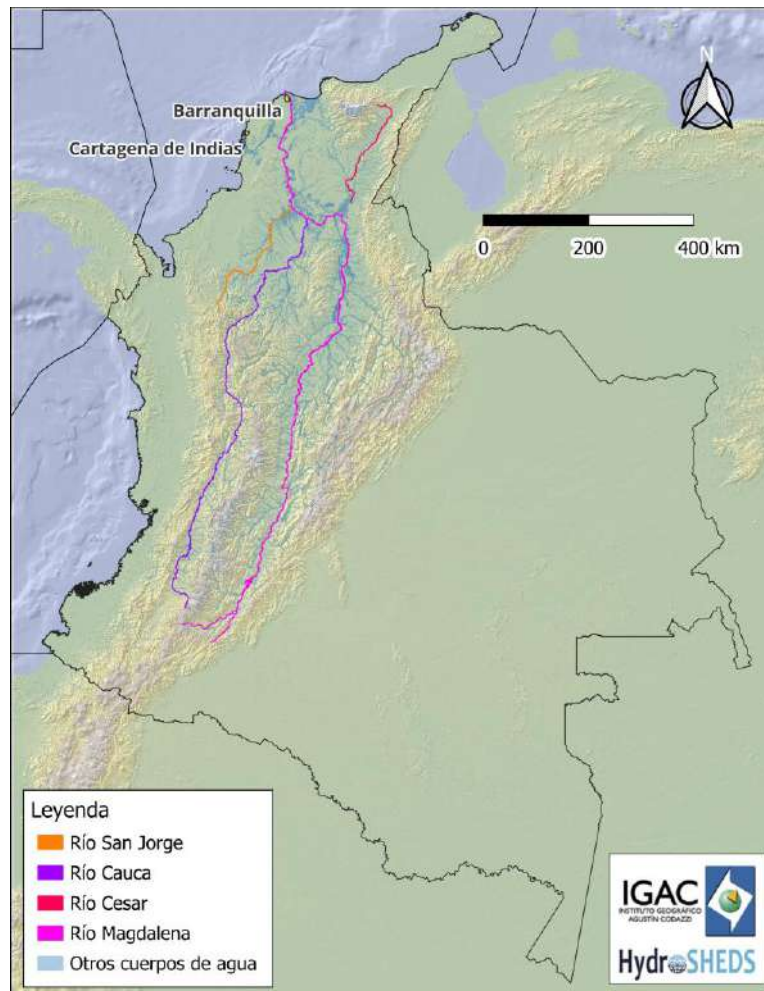 N
Barranquilla
Cartagena de Indias
0 200 400 km
Leyenda
Río San Jorge
Río Cauca
Río Cesar
Río Magdalena
Otros cuerpos de agua
IGAC
INSTITUTO GEOGRÁFICO
AGUSTÍN CODAZZI
HydroSHEDS